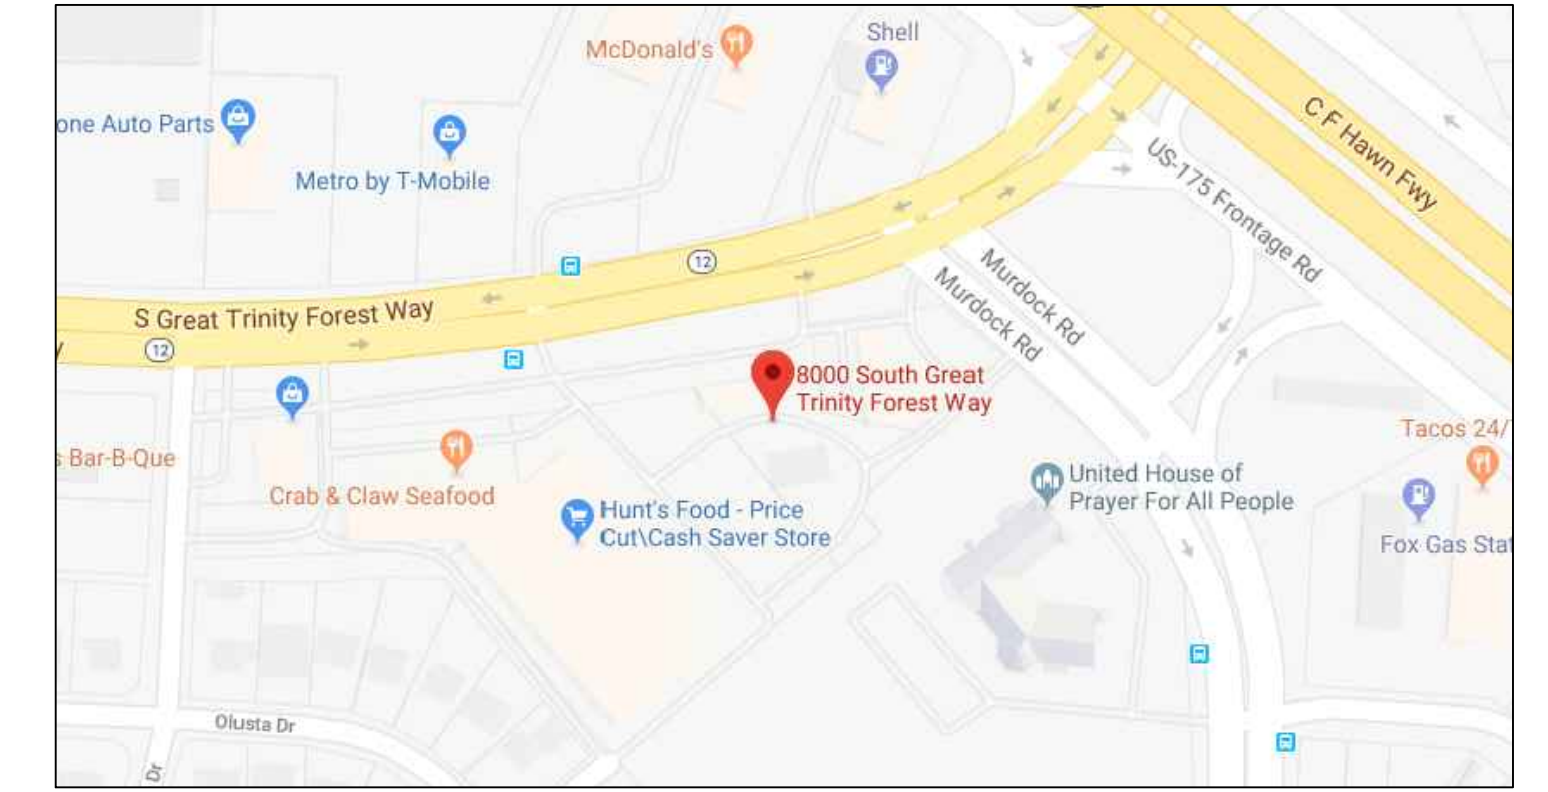 McDonald's
Shell
one Auto Parts
Metro by T-Mobile
C F Hawn Fwy
US-175 Frontage Rd
12
S Great Trinity Forest Way
12
Murdock Rd
Murdock Rd
8000 South Great
Trinity Forest Way
s Bar-B-Que
Crab & Claw Seafood
Hunt's Food - Price
Cut\Cash Saver Store
United House of
Prayer For All People
Tacos 24/
Fox Gas Stat
Olusta Dr
Dr